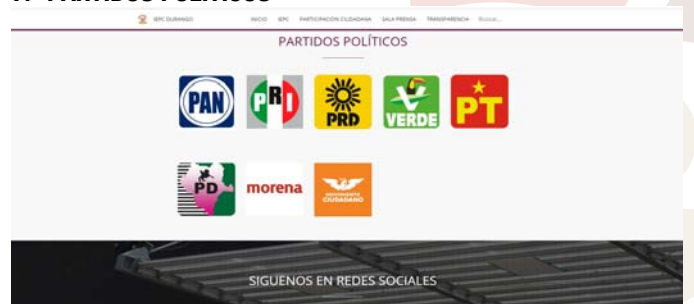 IEPC DURANGO INICIO IEPC PARTICIPACIÓN CIUDADANA SALA PRENSA TRANSPARENCIA Buscar...
PARTIDOS POLÍTICOS
PAN PRI PRD VERDE PT
PD morena MOVIMIENTO CIUDADANO
SIGUENOS EN REDES SOCIALES